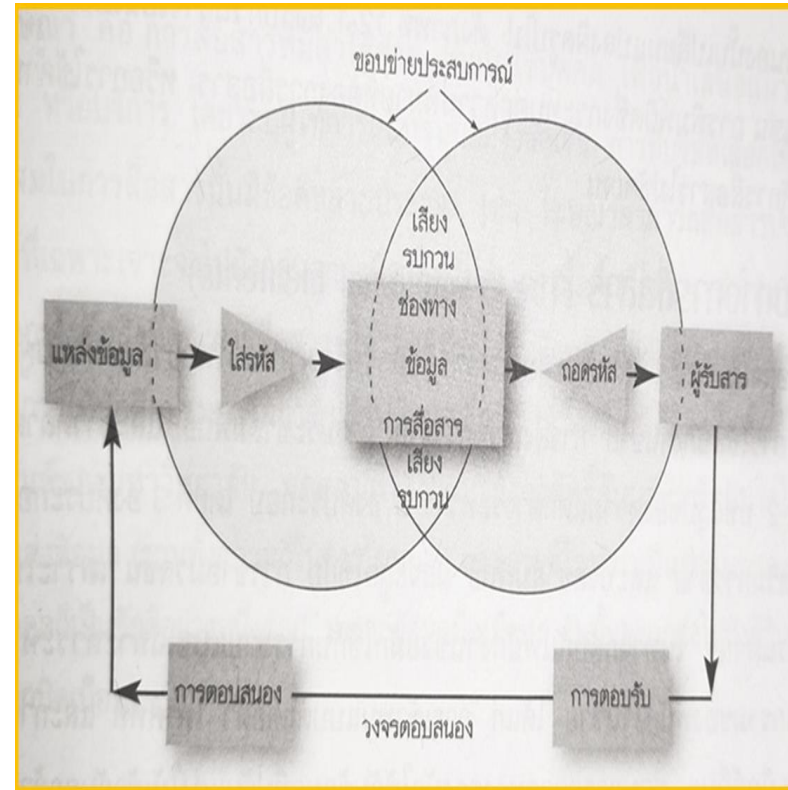 ขอบข่ายประสบการณ์
เสียง
รบกวน
ช่องทาง
แหล่งข้อมูล
ใส่รหัส
ข้อมูล
ถอดรหัส
ผู้รับสาร
การสื่อสาร
เสียง
รบกวน
การตอบสนอง
การตอบรับ
วงจรตอบสนอง